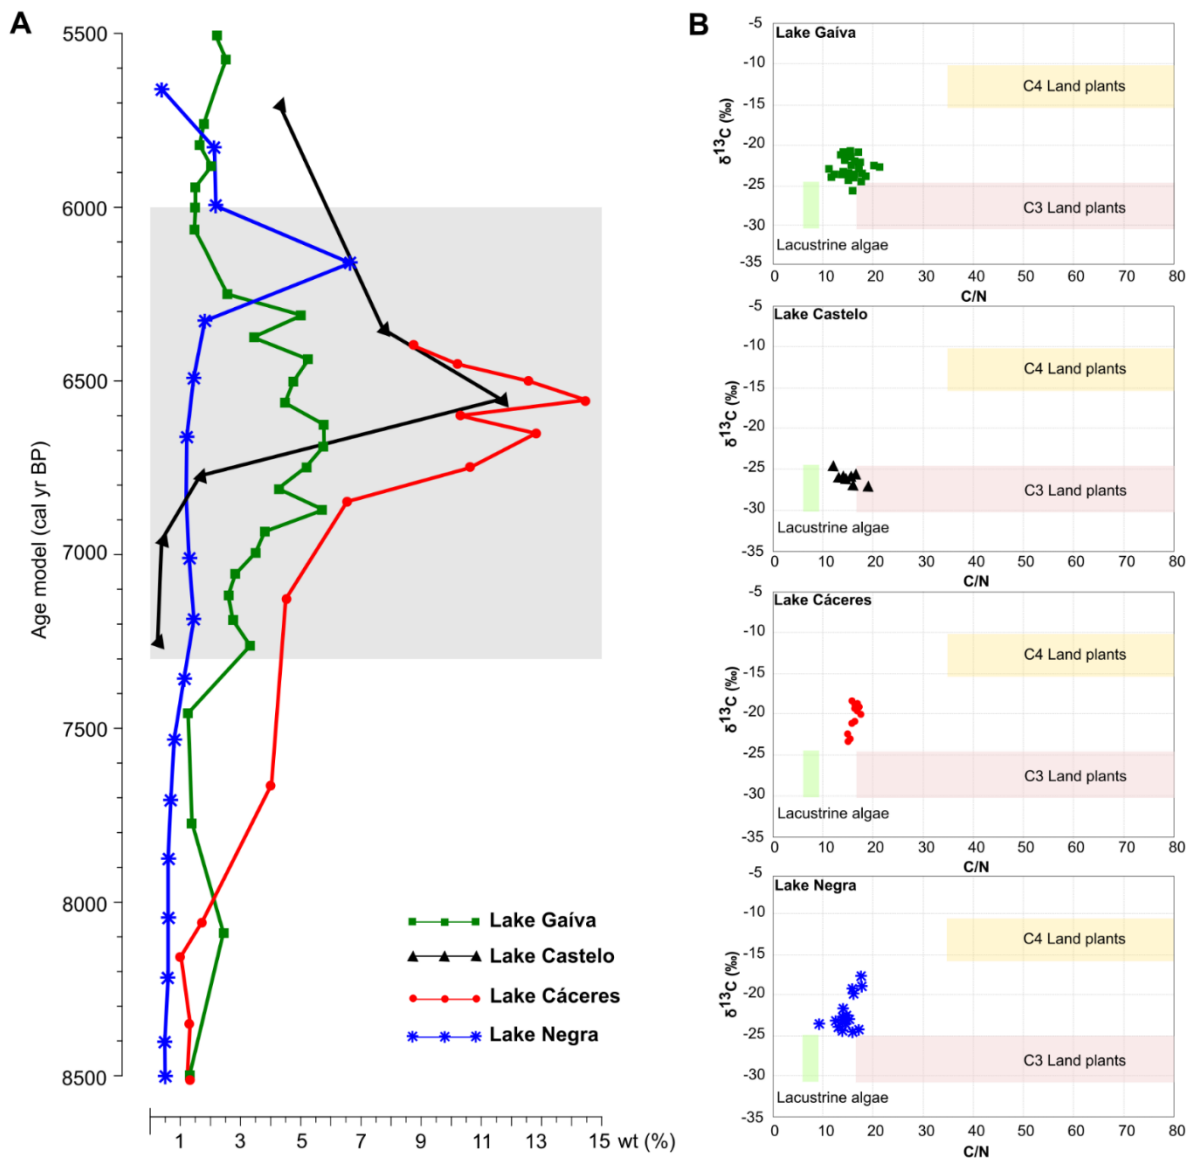 A
5500
6000
6500
7000
7500
8000
8500
Age model (cal yr BP)
1 3 5 7 9 11 13 15 wt (%)
Lake Gaíva
Lake Castelo
Lake Cáceres
Lake Negra
B
Lake Gaíva
-5
-10
-15
-20
-25
-30
-35
δ13C (‰)
C4 Land plants
C3 Land plants
Lacustrine algae
0 10 20 30 40 50 60 70 80
C/N
Lake Castelo
-5
-10
-15
-20
-25
-30
-35
δ13C (‰)
C4 Land plants
C3 Land plants
Lacustrine algae
0 10 20 30 40 50 60 70 80
C/N
Lake Cáceres
-5
-10
-15
-20
-25
-30
-35
δ13C (‰)
C4 Land plants
C3 Land plants
Lacustrine algae
0 10 20 30 40 50 60 70 80
C/N
Lake Negra
-5
-10
-15
-20
-25
-30
-35
δ13C (‰)
C4 Land plants
C3 Land plants
Lacustrine algae
0 10 20 30 40 50 60 70 80
C/N